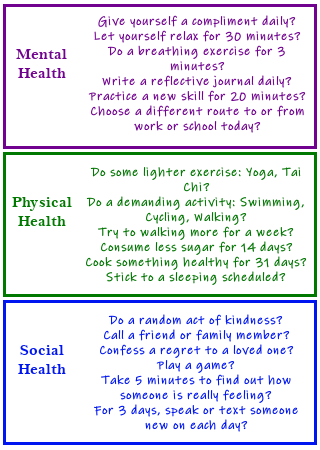 Mental
Health
Give yourself a compliment daily?
Let yourself relax for 30 minutes?
Do a breathing exercise for 3
minutes?
Write a reflective journal daily?
Practice a new skill for 20 minutes?
Choose a different route to or from
work or school today?
Physical
Health
Do some lighter exercise: Yoga, Tai
Chi?
Do a demanding activity: Swimming,
Cycling, Walking?
Try to walking more for a week?
Consume less sugar for 14 days?
Cook something healthy for 31 days?
Stick to a sleeping scheduled?
Social
Health
Do a random act of kindness?
Call a friend or family member?
Confess a regret to a loved one?
Play a game?
Take 5 minutes to find out how
someone is really feeling?
For 3 days, speak or text someone
new on each day?